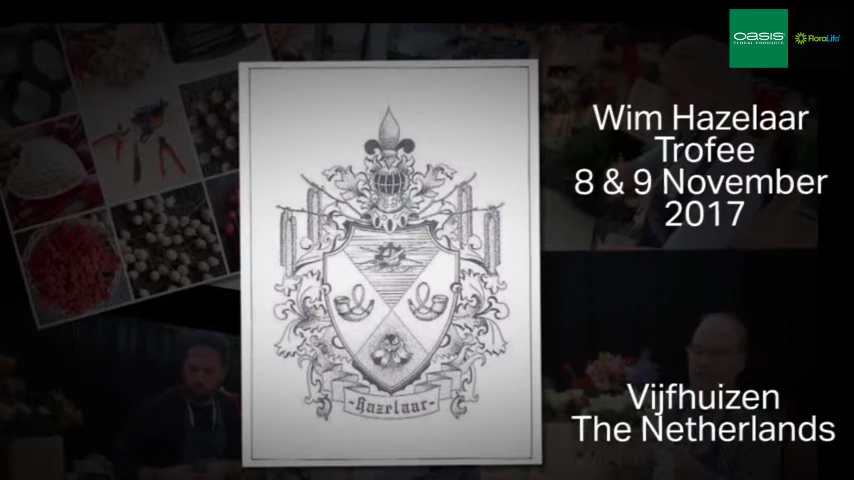 OASIS
FLORAL PRODUCTS
FloraLife
Wim Hazelaar
Trofee
8 & 9 November
2017
-Hazelaar-
Vijfhuizen
The Netherlands